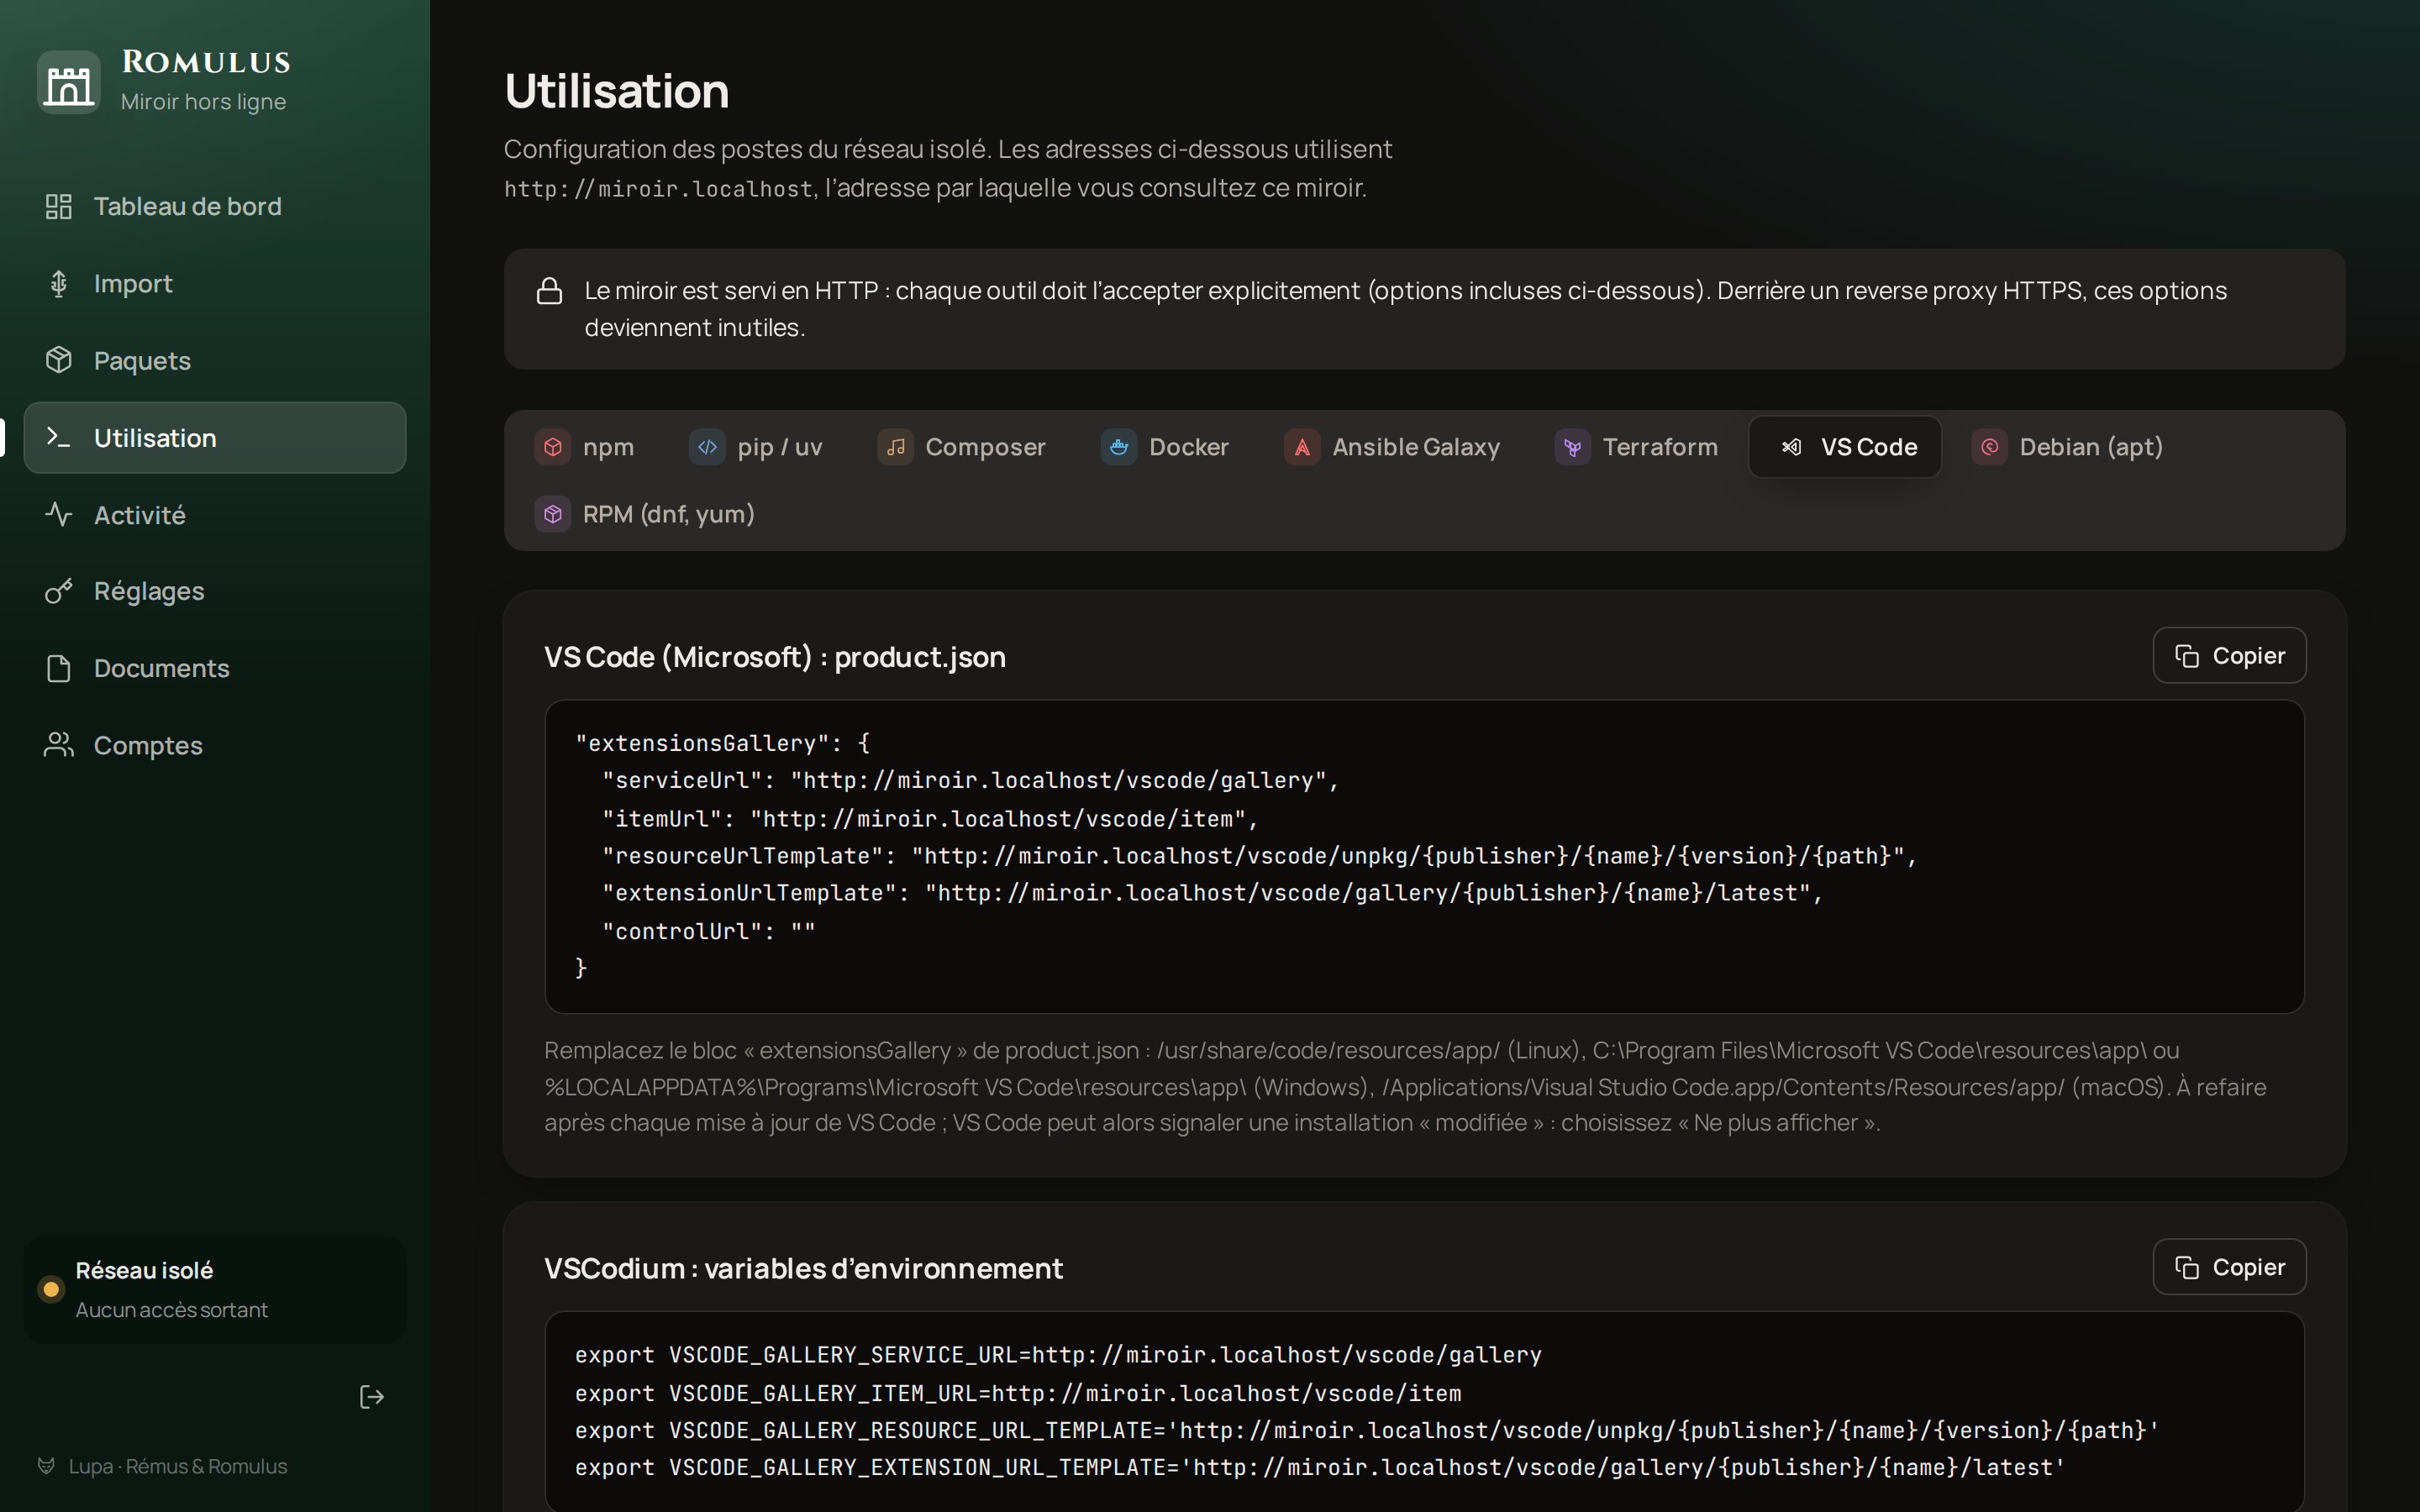 ROMULUS
Miroir hors ligne
Tableau de bord
Import
Paquets
Utilisation
Activité
Réglages
Documents
Comptes
Réseau isolé
Aucun accès sortant
Lupa · Rémus & Romulus
Utilisation
Configuration des postes du réseau isolé. Les adresses ci-dessous utilisent
http://miroir.localhost, l’adresse par laquelle vous consultez ce miroir.
Le miroir est servi en HTTP : chaque outil doit l’accepter explicitement (options incluses ci-dessous). Derrière un reverse proxy HTTPS, ces options
deviennent inutiles.
npm
pip / uv
Composer
Docker
Ansible Galaxy
Terraform
VS Code
Debian (apt)
RPM (dnf, yum)
VS Code (Microsoft) : product.json
Copier
"extensionsGallery": {
  "serviceUrl": "http://miroir.localhost/vscode/gallery",
  "itemUrl": "http://miroir.localhost/vscode/item",
  "resourceUrlTemplate": "http://miroir.localhost/vscode/unpkg/{publisher}/{name}/{version}/{path}",
  "extensionUrlTemplate": "http://miroir.localhost/vscode/gallery/{publisher}/{name}/latest",
  "controlUrl": ""
}
Remplacez le bloc « extensionsGallery » de product.json : /usr/share/code/resources/app/ (Linux), C:\Program Files\Microsoft VS Code\resources\app\ ou
%LOCALAPPDATA%\Programs\Microsoft VS Code\resources\app\ (Windows), /Applications/Visual Studio Code.app/Contents/Resources/app/ (macOS). À refaire
après chaque mise à jour de VS Code ; VS Code peut alors signaler une installation « modifiée » : choisissez « Ne plus afficher ».
VSCodium : variables d’environnement
Copier
export VSCODE_GALLERY_SERVICE_URL=http://miroir.localhost/vscode/gallery
export VSCODE_GALLERY_ITEM_URL=http://miroir.localhost/vscode/item
export VSCODE_GALLERY_RESOURCE_URL_TEMPLATE='http://miroir.localhost/vscode/unpkg/{publisher}/{name}/{version}/{path}'
export VSCODE_GALLERY_EXTENSION_URL_TEMPLATE='http://miroir.localhost/vscode/gallery/{publisher}/{name}/latest'